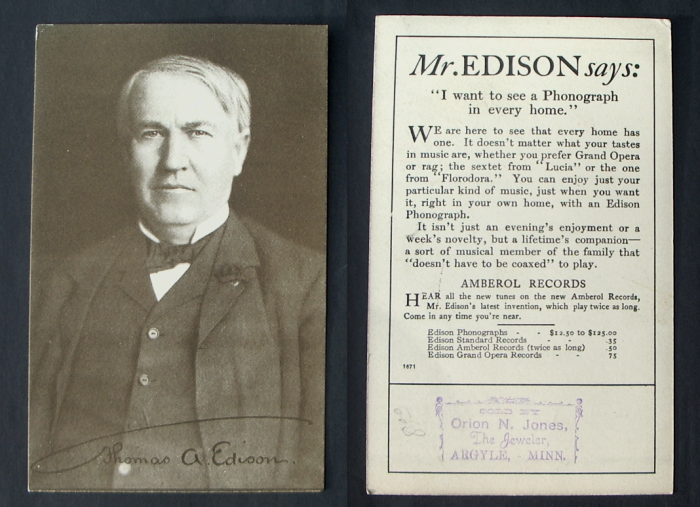 Thomas A. Edison.
Mr. EDISON says:
"I want to see a Phonograph
in every home."
WE are here to see that every home has
one. It doesn't matter what your tastes
in music are, whether you prefer Grand Opera
or rag; the sextet from "Lucia" or the one
from "Florodora." You can enjoy just your
particular kind of music, just when you want
it, right in your own home, with an Edison
Phonograph.
It isn't just an evening's enjoyment or a
week's novelty, but a lifetime's companion—
a sort of musical member of the family that
"doesn't have to be coaxed" to play.
AMBEROL RECORDS
HEAR all the new tunes on the new Amberol Records,
Mr. Edison's latest invention, which play twice as long.
Come in any time you're near.
Edison Phonographs - - $12.50 to $125.00
Edison Standard Records - - .35
Edison Amberol Records (twice as long) .50
Edison Grand Opera Records - - 75
1671
SOLD BY
Orion N. Jones,
The Jeweler,
ARGYLE, - MINN.